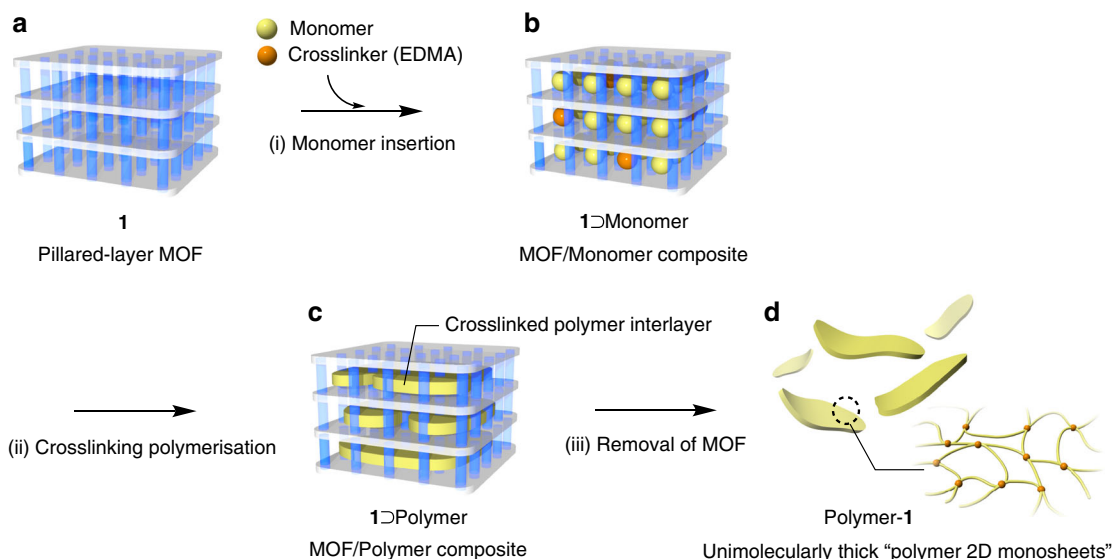 a
Monomer
Crosslinker (EDMA)
b
(i) Monomer insertion
1
Pillared-layer MOF
1⊃Monomer
MOF/Monomer composite
c
Crosslinked polymer interlayer
d
(ii) Crosslinking polymerisation
(iii) Removal of MOF
1⊃Polymer
MOF/Polymer composite
Polymer-1
Unimolecularly thick “polymer 2D monosheets”